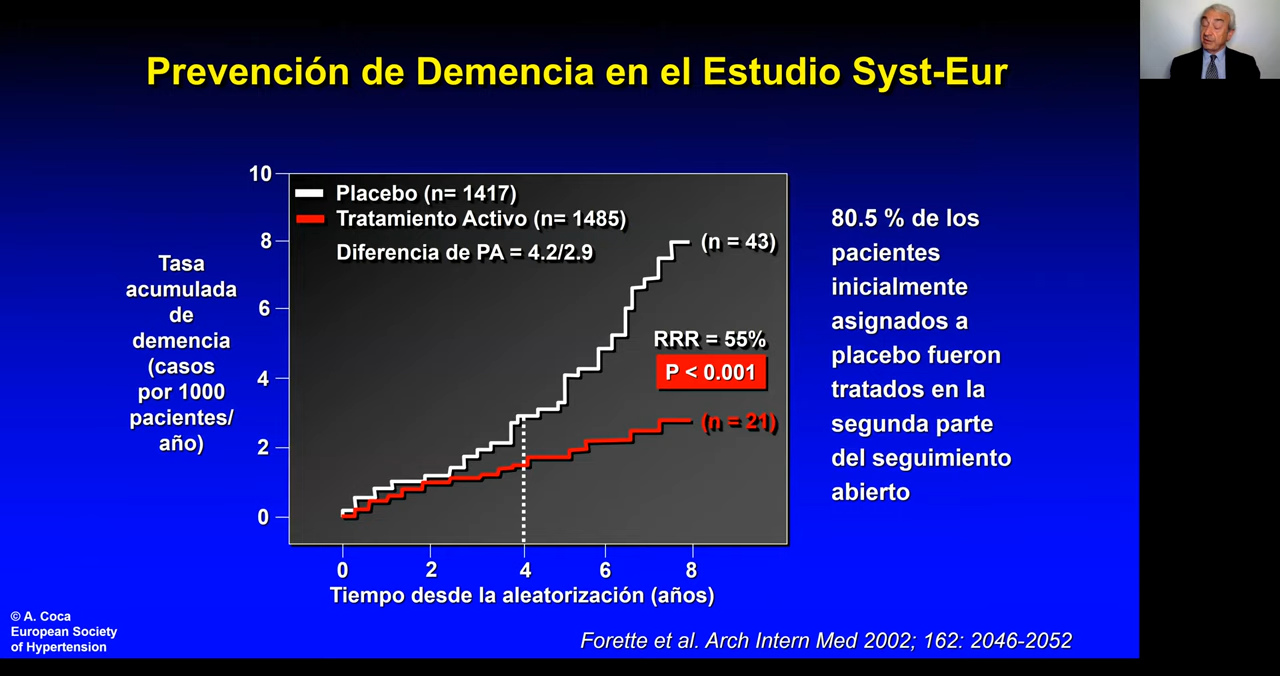 Prevención de Demencia en el Estudio Syst-Eur
10
8
6
4
2
0
Tasa
acumulada
de
demencia
(casos
por 1000
pacientes/
año)
Placebo (n= 1417)
Tratamiento Activo (n= 1485)
Diferencia de PA = 4.2/2.9
(n = 43)
RRR = 55%
P < 0.001
(n = 21)
0 2 4 6 8
Tiempo desde la aleatorización (años)
80.5 % de los
pacientes
inicialmente
asignados a
placebo fueron
tratados en la
segunda parte
del seguimiento
abierto
© A. Coca
European Society
of Hypertension
Forette et al. Arch Intern Med 2002; 162: 2046-2052